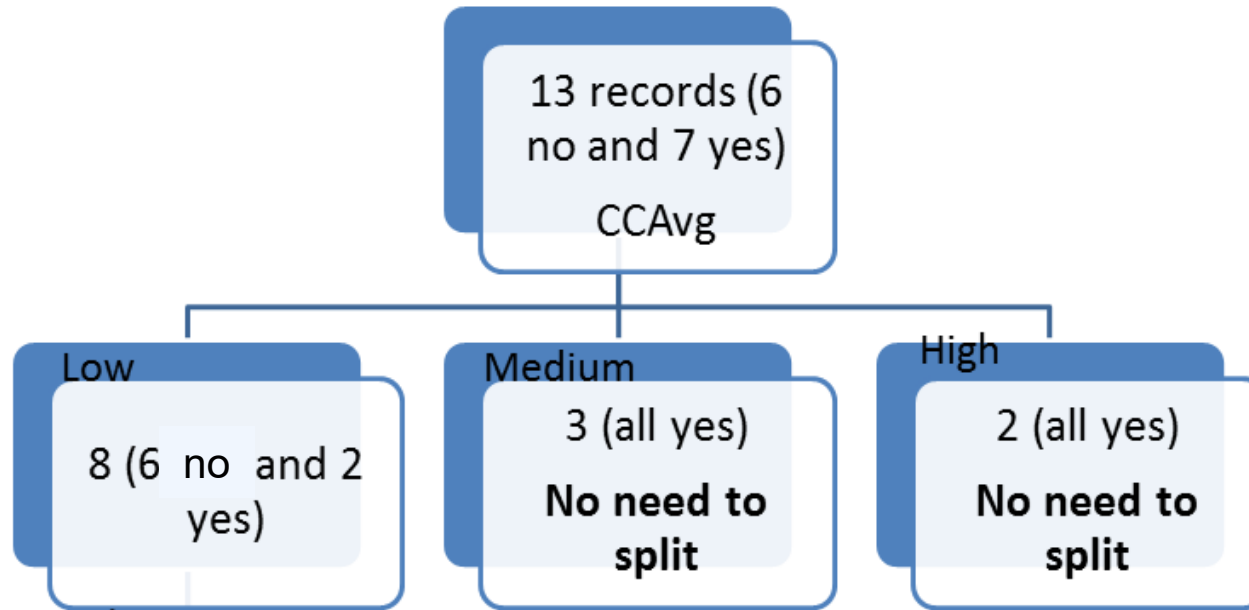 13 records (6
no and 7 yes)
CCAvg
Low
8 (6 no and 2
yes)
Medium
3 (all yes)
No need to
split
High
2 (all yes)
No need to
split